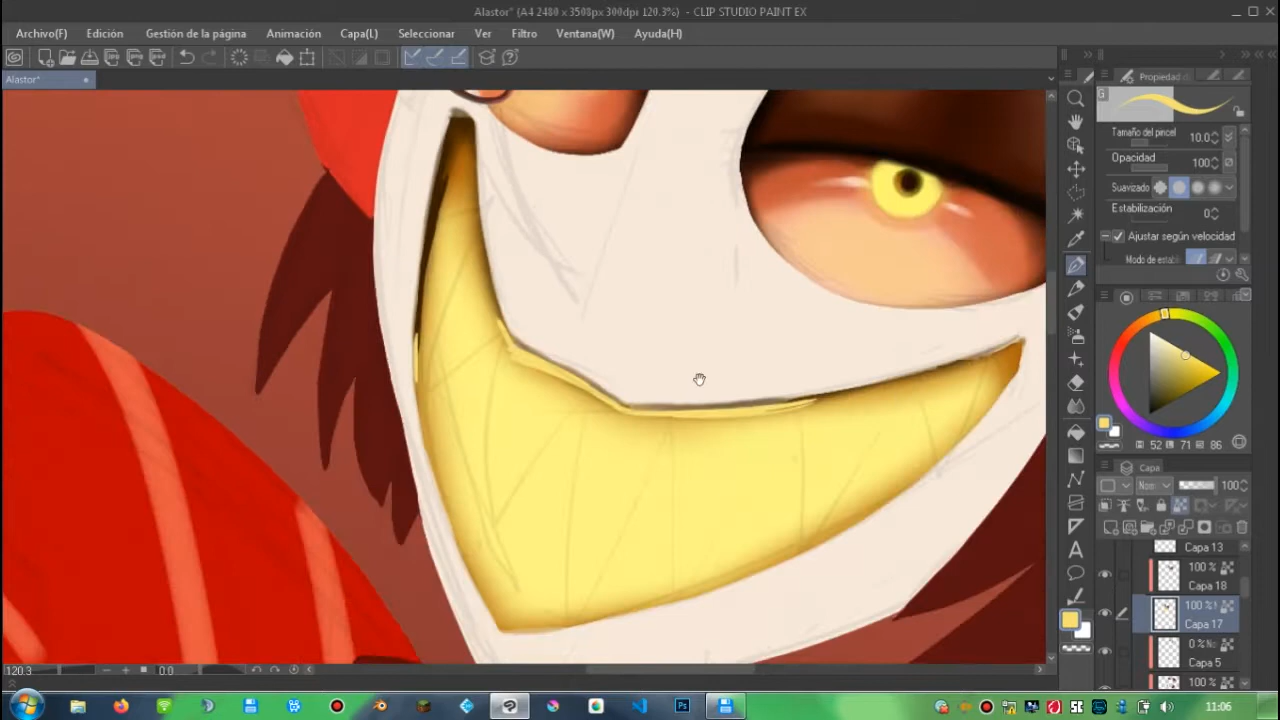 Alastor* (A4 2480 x 3508px 300dpi 120.3%) - CLIP STUDIO PAINT EX
Archivo(F) Edición Gestión de la página Animación Capa(L) Seleccionar Ver Filtro Ventana(W) Ayuda(H)
Alastor*
Propiedad d
G
Tamaño del pincel 10.0
Opacidad 100
Suavizado
Estabilización 0
Ajustar según velocidad
Modo de estab
H 52 S 71 V 86
Capa
100
Capa 13
100 %
Capa 18
100 %
Capa 17
0 %
Capa 5
100 %
120.3 0.0
11:06